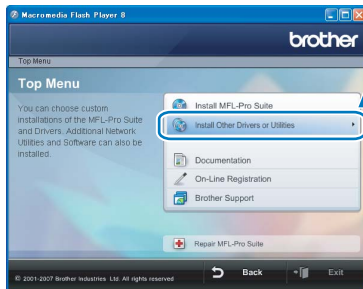 Macromedia Flash Player 8
brother
Top Menu
Top Menu
You can choose custom
installations of the MFL-Pro Suite
and Drivers. Additional Network
Utilities and Software can also be
installed.
Install MFL-Pro Suite
Install Other Drivers or Utilities
Documentation
On-Line Registration
Brother Support
Repair MFL-Pro Suite
© 2001-2007 Brother Industries Ltd. All rights reserved
Back
Exit